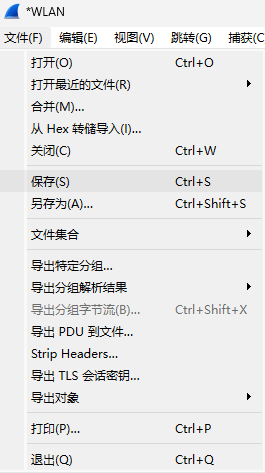 *WLAN
文件(F) 编辑(E) 视图(V) 跳转(G) 捕获(C
打开(O) Ctrl+O
打开最近的文件(R)
合并(M)...
从 Hex 转储导入(I)...
关闭(C) Ctrl+W
保存(S) Ctrl+S
另存为(A)... Ctrl+Shift+S
文件集合
导出特定分组...
导出分组解析结果
导出分组字节流(B)... Ctrl+Shift+X
导出 PDU 到文件...
Strip Headers...
导出 TLS 会话密钥...
导出对象
打印(P)... Ctrl+P
退出(Q) Ctrl+Q